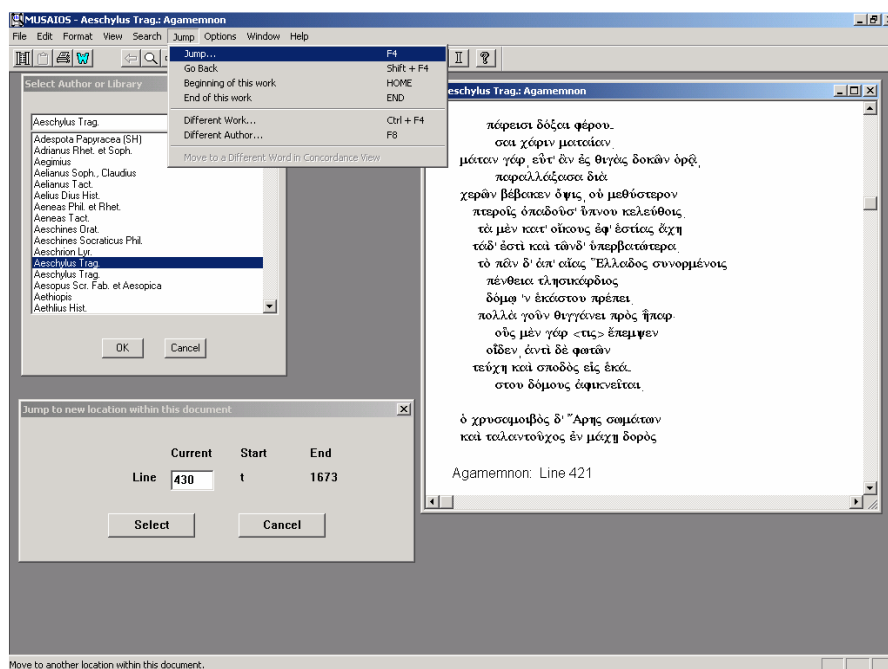 MUSAIOS - Aeschylus Trag.: Agamemnon
File Edit Format View Search Jump Options Window Help
Jump... F4
Go Back Shift + F4
Beginning of this work HOME
End of this work END
Different Work... Ctrl + F4
Different Author... F8
Move to a Different Word in Concordance View
Select Author or Library
Aeschylus Trag.
Adespota Papyracea (SH)
Adrianus Rhet. et Soph.
Aegimius
Aelianus Soph., Claudius
Aelianus Tact.
Aelius Dius Hist.
Aeneas Phil. et Rhet.
Aeneas Tact.
Aeschines Orat.
Aeschines Socraticus Phil.
Aeschrion Lyr.
Aeschylus Trag.
Aeschylus Trag.
Aesopus Scr. Fab. et Aesopica
Aethiopis
Aethlius Hist.
OK Cancel
Jump to new location within this document
Current Start End
Line 430 t 1673
Select Cancel
eschylus Trag.: Agamemnon
πάρεισι δόξαι φέρου-
σαι χάριν ματαίαν.
μάταν γάρ, εὖτ' ἂν ἐς θιγὰς δοκῶν ὁρᾷ,
παραλλάξασα διὰ
χερῶν βέβακεν ὄψις, οὐ μεθύστερον
πτεροῖς ὀπαδοῦσ' ὕπνου κελεύθοις.
τὰ μὲν κατ' οἴκους ἐφ' ἑστίας ἄχη
τάδ' ἐστὶ καὶ τῶνδ' ὑπερβατώτερα.
τὸ πᾶν δ' ἀπ' αἴας Ἕλλαδος συνορμένοις
πένθεια τλησικάρδιος
δόμῳ 'ν ἑκάστου πρέπει.
πολλὰ γοῦν θιγγάνει πρὸς ἧπαρ·
οὓς μὲν γάρ <τις> ἔπεμψεν
οἶδεν, ἀντὶ δὲ φωτῶν
τεύχη καὶ σποδὸς εἰς ἑκά-
στου δόμους ἀφικνεῖται.
ὁ χρυσαμοιβὸς δ' Ἄρης σωμάτων
καὶ ταλαντοῦχος ἐν μάχῃ δορὸς
Agamemnon: Line 421
Move to another location within this document.